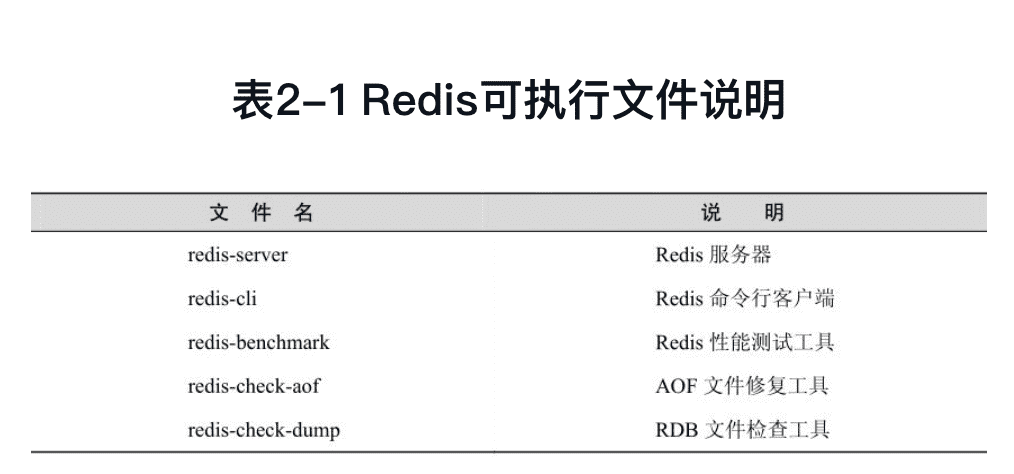 表2-1 Redis可执行文件说明
文 件 名 说 明
redis-server Redis 服务器
redis-cli Redis 命令行客户端
redis-benchmark Redis 性能测试工具
redis-check-aof AOF 文件修复工具
redis-check-dump RDB 文件检查工具